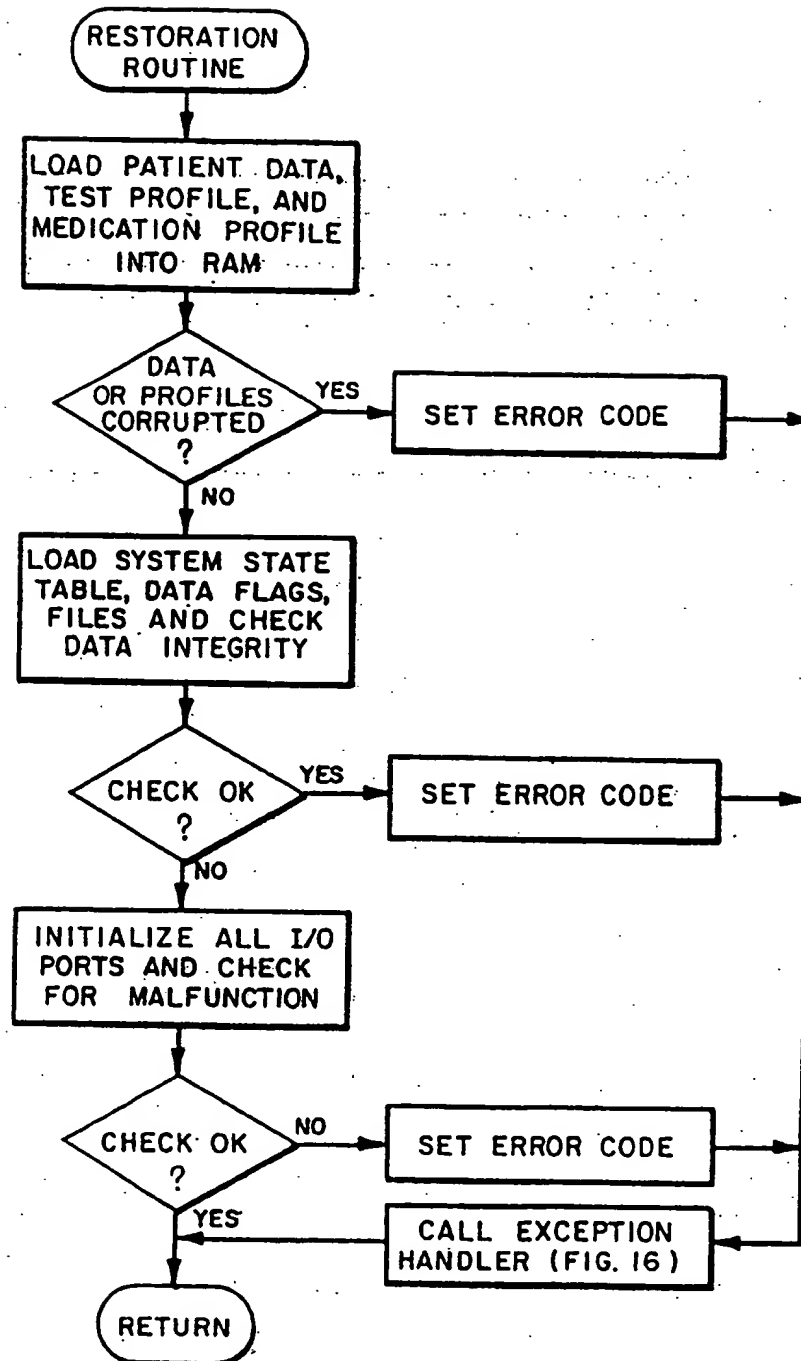 RESTORATION
ROUTINE
LOAD PATIENT DATA,
TEST PROFILE, AND
MEDICATION PROFILE
INTO RAM
DATA
OR PROFILES
CORRUPTED
?
YES
SET ERROR CODE
NO
LOAD SYSTEM STATE
TABLE, DATA FLAGS,
FILES AND CHECK
DATA INTEGRITY
CHECK OK
?
YES
SET ERROR CODE
NO
INITIALIZE ALL I/O
PORTS AND CHECK
FOR MALFUNCTION
CHECK OK
?
NO
SET ERROR CODE
YES
CALL EXCEPTION
HANDLER (FIG. 16)
RETURN